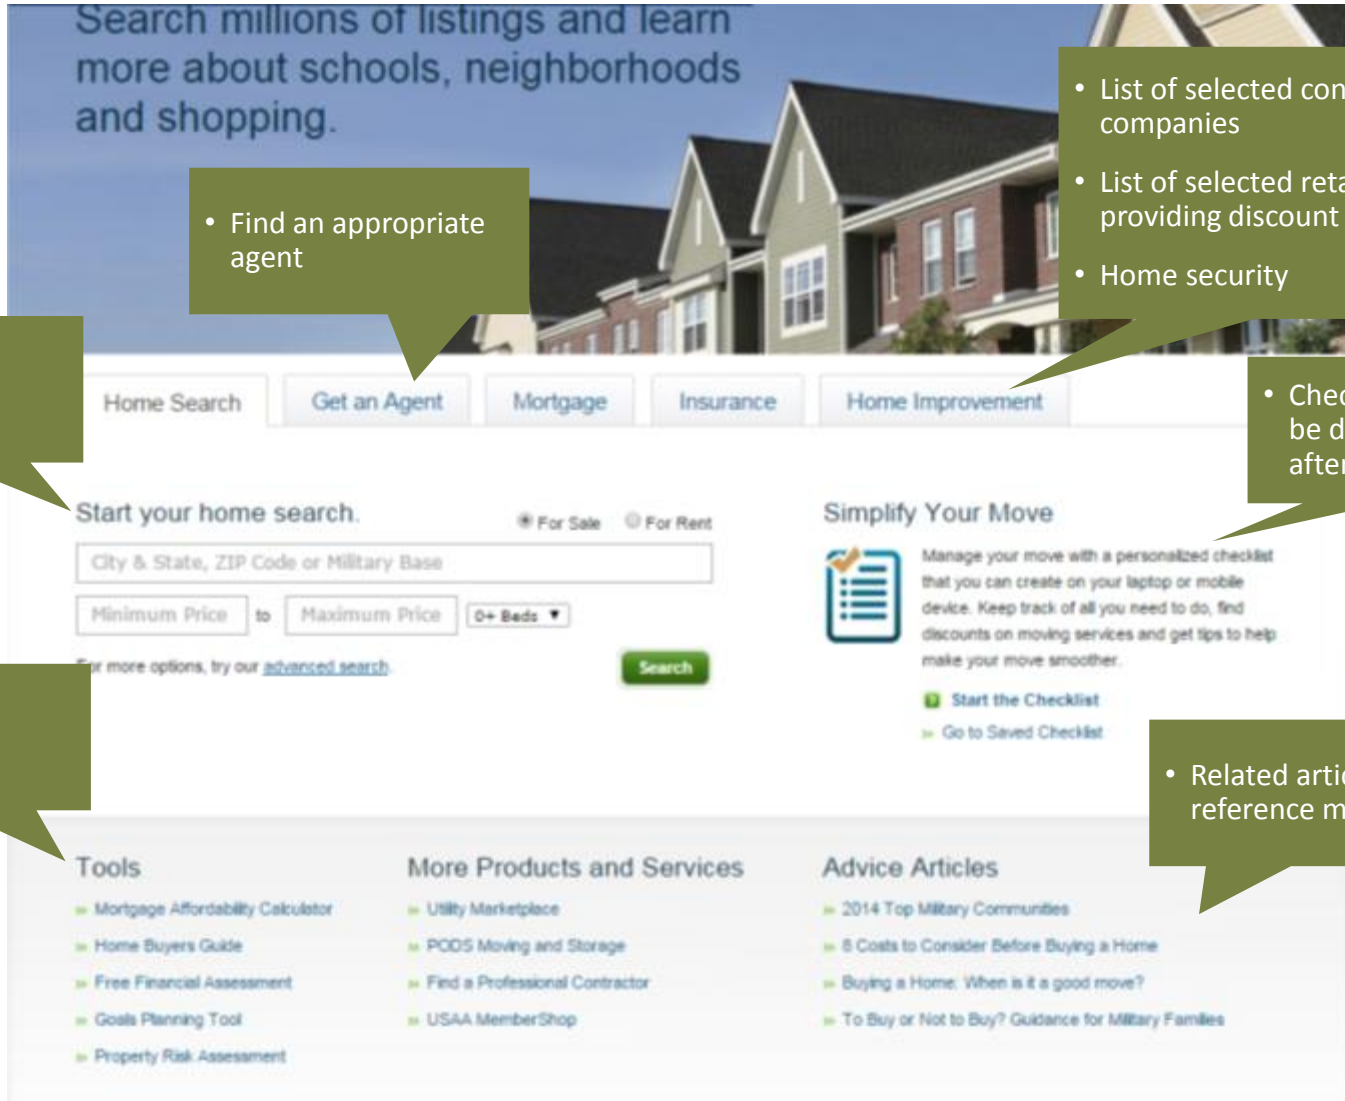 Search millions of listings and learn
more about schools, neighborhoods
and shopping.
• List of selected con
companies
• List of selected reta
providing discount
• Home security
• Find an appropriate
agent
Home Search
Get an Agent
Mortgage
Insurance
Home Improvement
• Chec
be d
after
Start your home search.
For Sale
For Rent
City & State, ZIP Code or Military Base
Minimum Price
to
Maximum Price
0+ Beds ▼
For more options, try our advanced search.
Search
Simplify Your Move
Manage your move with a personalized checklist
that you can create on your laptop or mobile
device. Keep track of all you need to do, find
discounts on moving services and get tips to help
make your move smoother.
Start the Checklist
» Go to Saved Checklist
• Related artic
reference m
Tools
» Mortgage Affordability Calculator
» Home Buyers Guide
» Free Financial Assessment
» Goals Planning Tool
» Property Risk Assessment
More Products and Services
» Utility Marketplace
» PODS Moving and Storage
» Find a Professional Contractor
» USAA MemberShop
Advice Articles
» 2014 Top Military Communities
» 8 Costs to Consider Before Buying a Home
» Buying a Home: When is it a good move?
» To Buy or Not to Buy? Guidance for Military Families